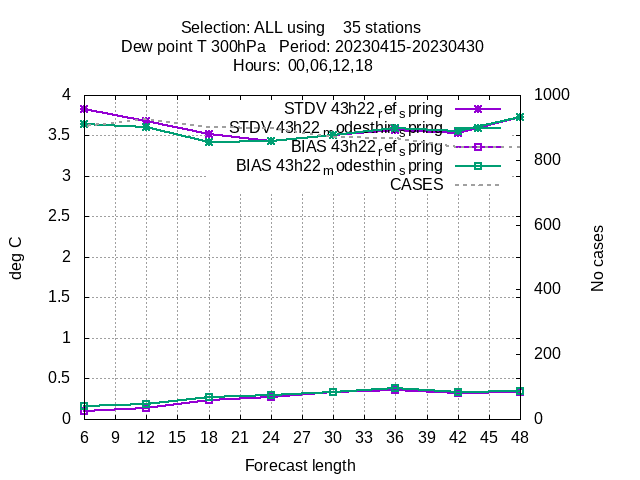 Selection: ALL using 35 stations
Dew point T 300hPa Period: 20230415-20230430
Hours: 00,06,12,18
4
3.5
3
2.5
2
1.5
1
0.5
0
deg C
1000
800
600
400
200
0
No cases
STDV 43h22_ref_spring
STDV 43h22_modesthin_spring
BIAS 43h22_ref_spring
BIAS 43h22_modesthin_spring
CASES
6 9 12 15 18 21 24 27 30 33 36 39 42 45 48
Forecast length